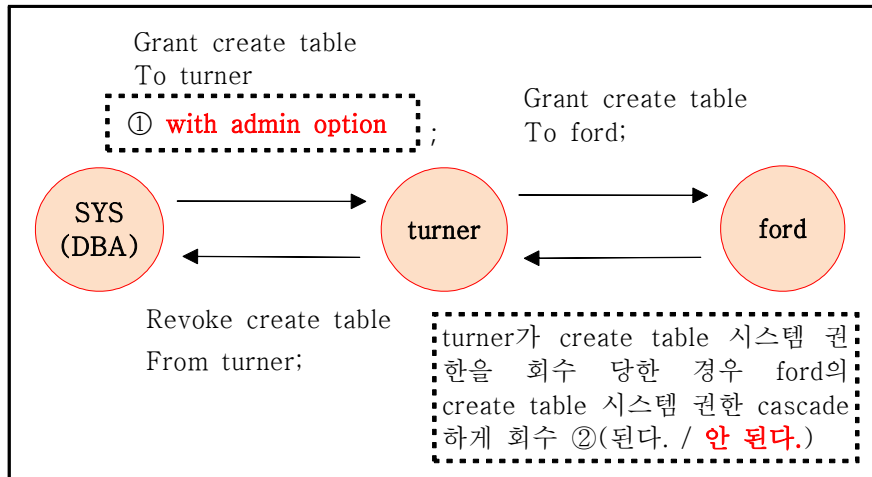 Grant create table
To turner
① with admin option ;
Grant create table
To ford;
SYS
(DBA)
turner
ford
Revoke create table
From turner;
turner가 create table 시스템 권
한을 회수 당한 경우 ford의
create table 시스템 권한 cascade
하게 회수 ②(된다. / 안 된다.)